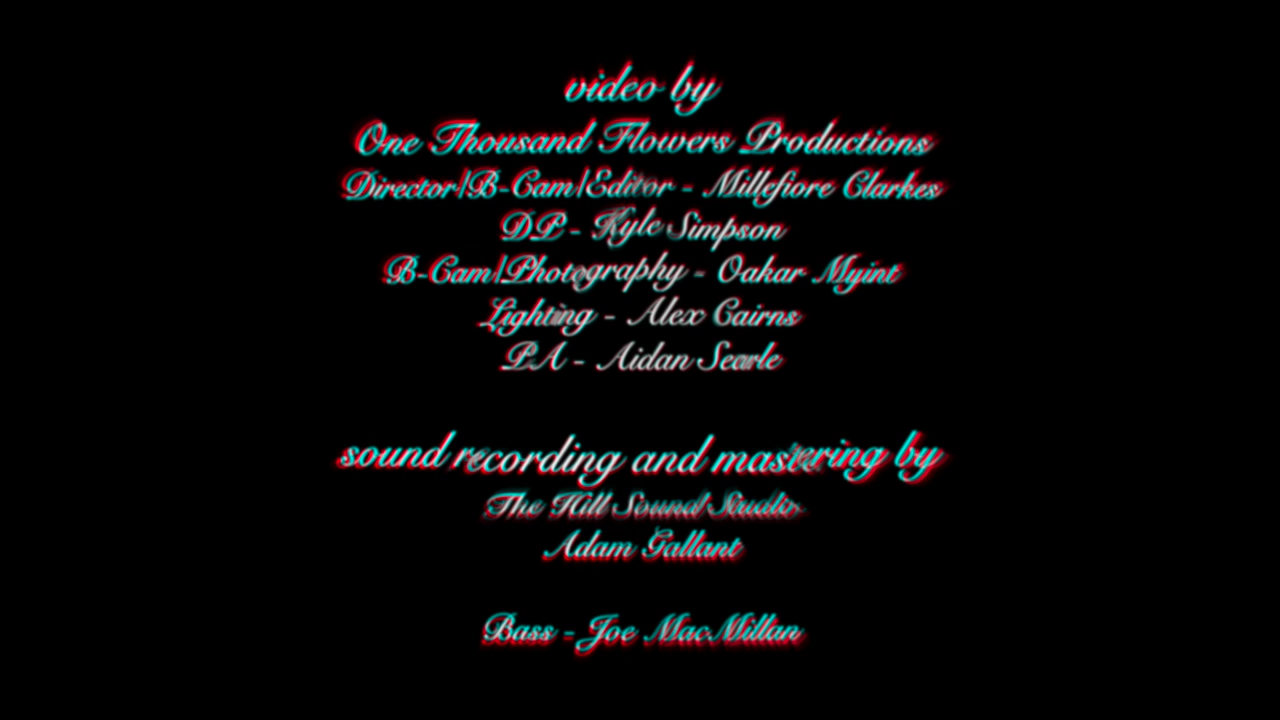 video by
One Thousand Flowers Productions
Director/B-Cam/Editor - Millefiore Clarkes
DP - Kyle Simpson
B-Cam/Photography - Oakar Myint
Lighting - Alex Cairns
PA - Aidan Searle
sound recording and mastering by
The Hill Sound Studio
Adam Gallant
Bass - Joe MacMillan